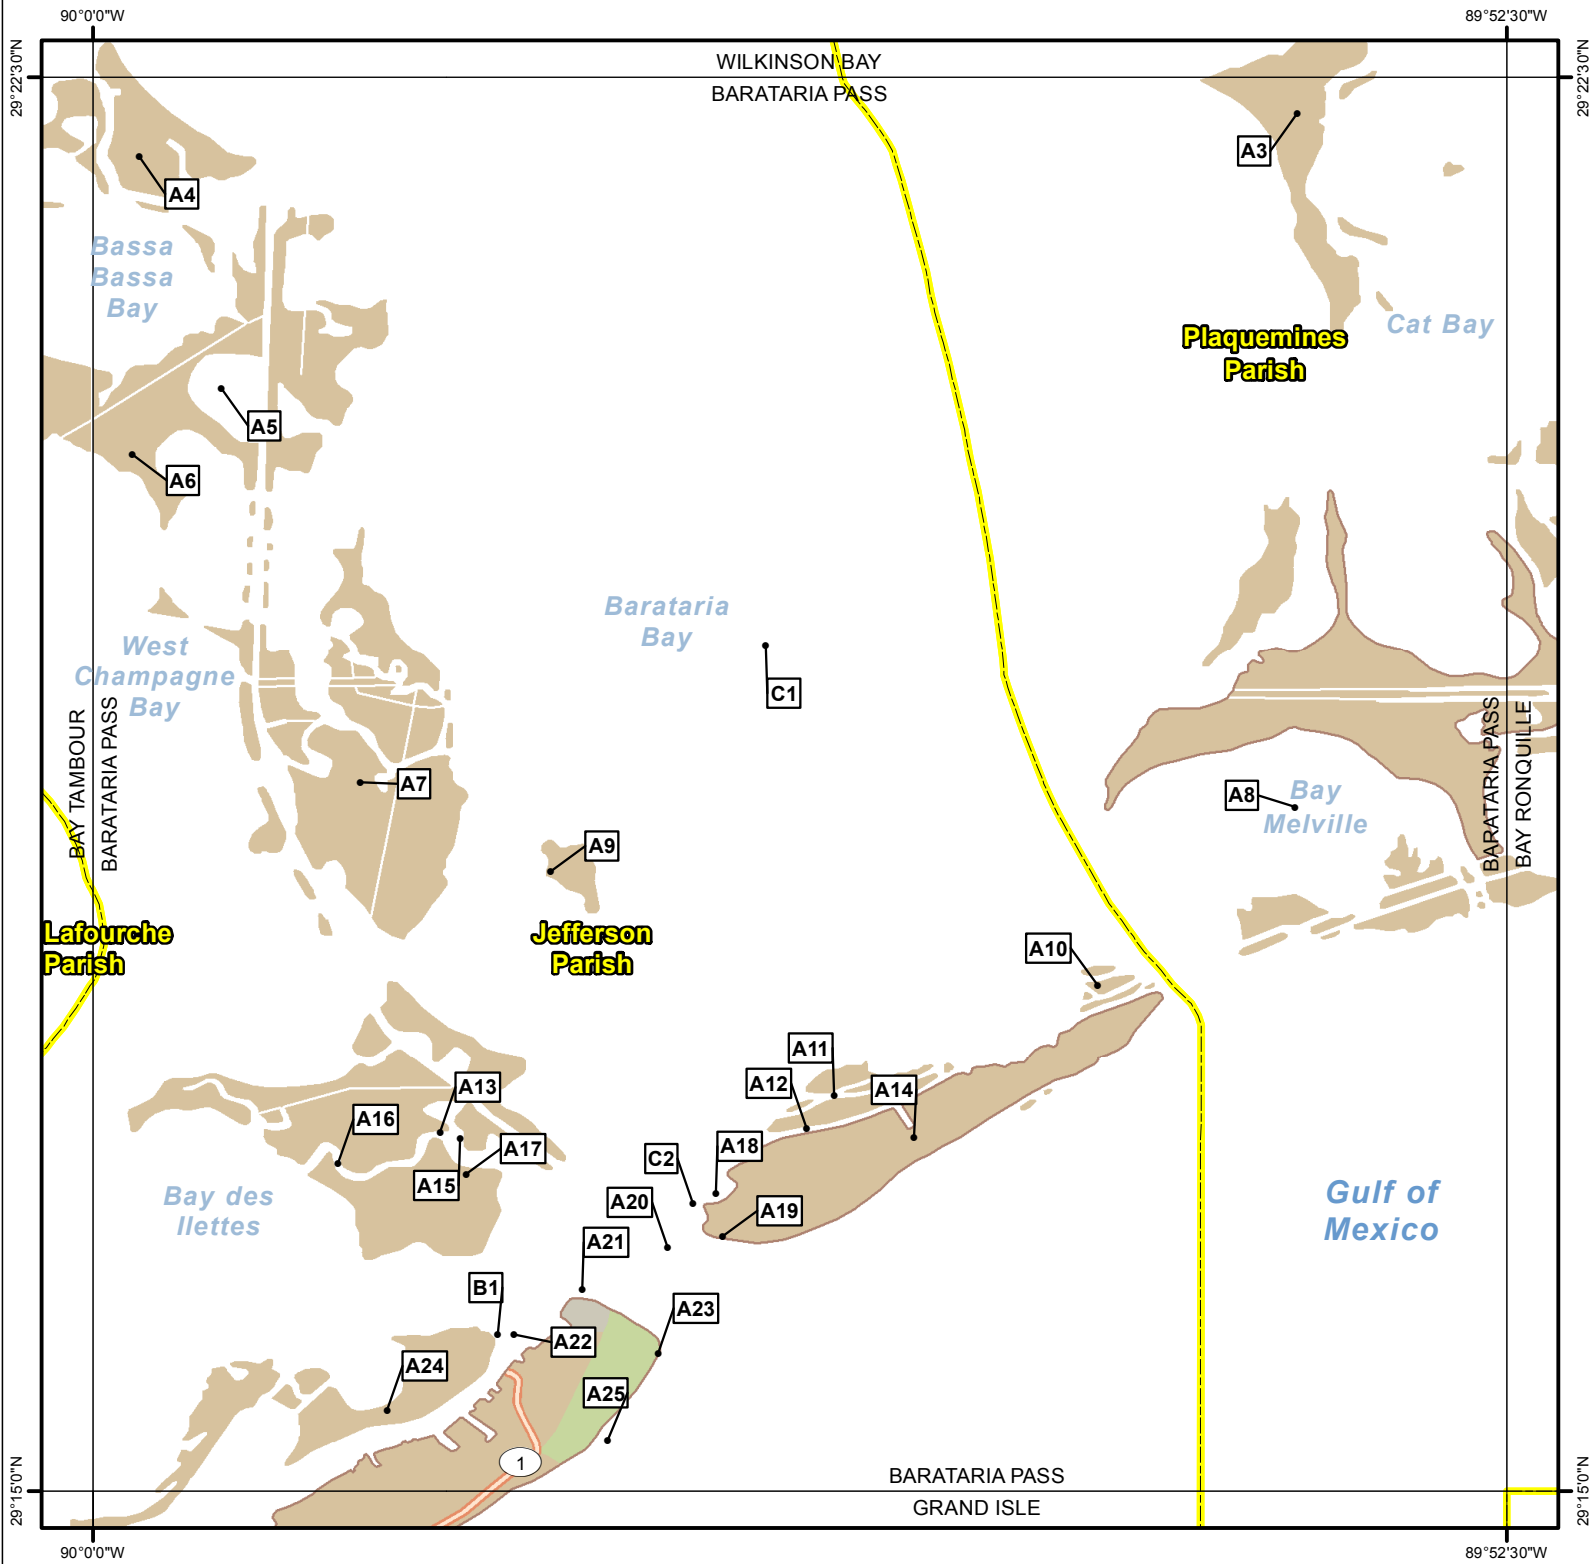 90°0'0"W
89°52'30"W
29°22'30"N
29°22'30"N
WILKINSON BAY
BARATARIA PASS
A3
A4
Bassa
Bassa
Bay
Plaquemines
Parish
Cat Bay
A5
A6
Barataria
Bay
West
Champagne
Bay
C1
BAY TAMBOUR
BARATARIA PASS
BARATARIA PASS
BAY RONQUILLE
A7
A8
Bay
Melville
A9
Lafourche
Parish
Jefferson
Parish
A10
A11
A12
A14
A13
A16
A17
A15
A18
C2
A20
A19
Bay des
Ilettes
Gulf of
Mexico
A21
B1
A23
A22
A24
A25
1
BARATARIA PASS
GRAND ISLE
29°15'0"N
29°15'0"N
90°0'0"W
89°52'30"W